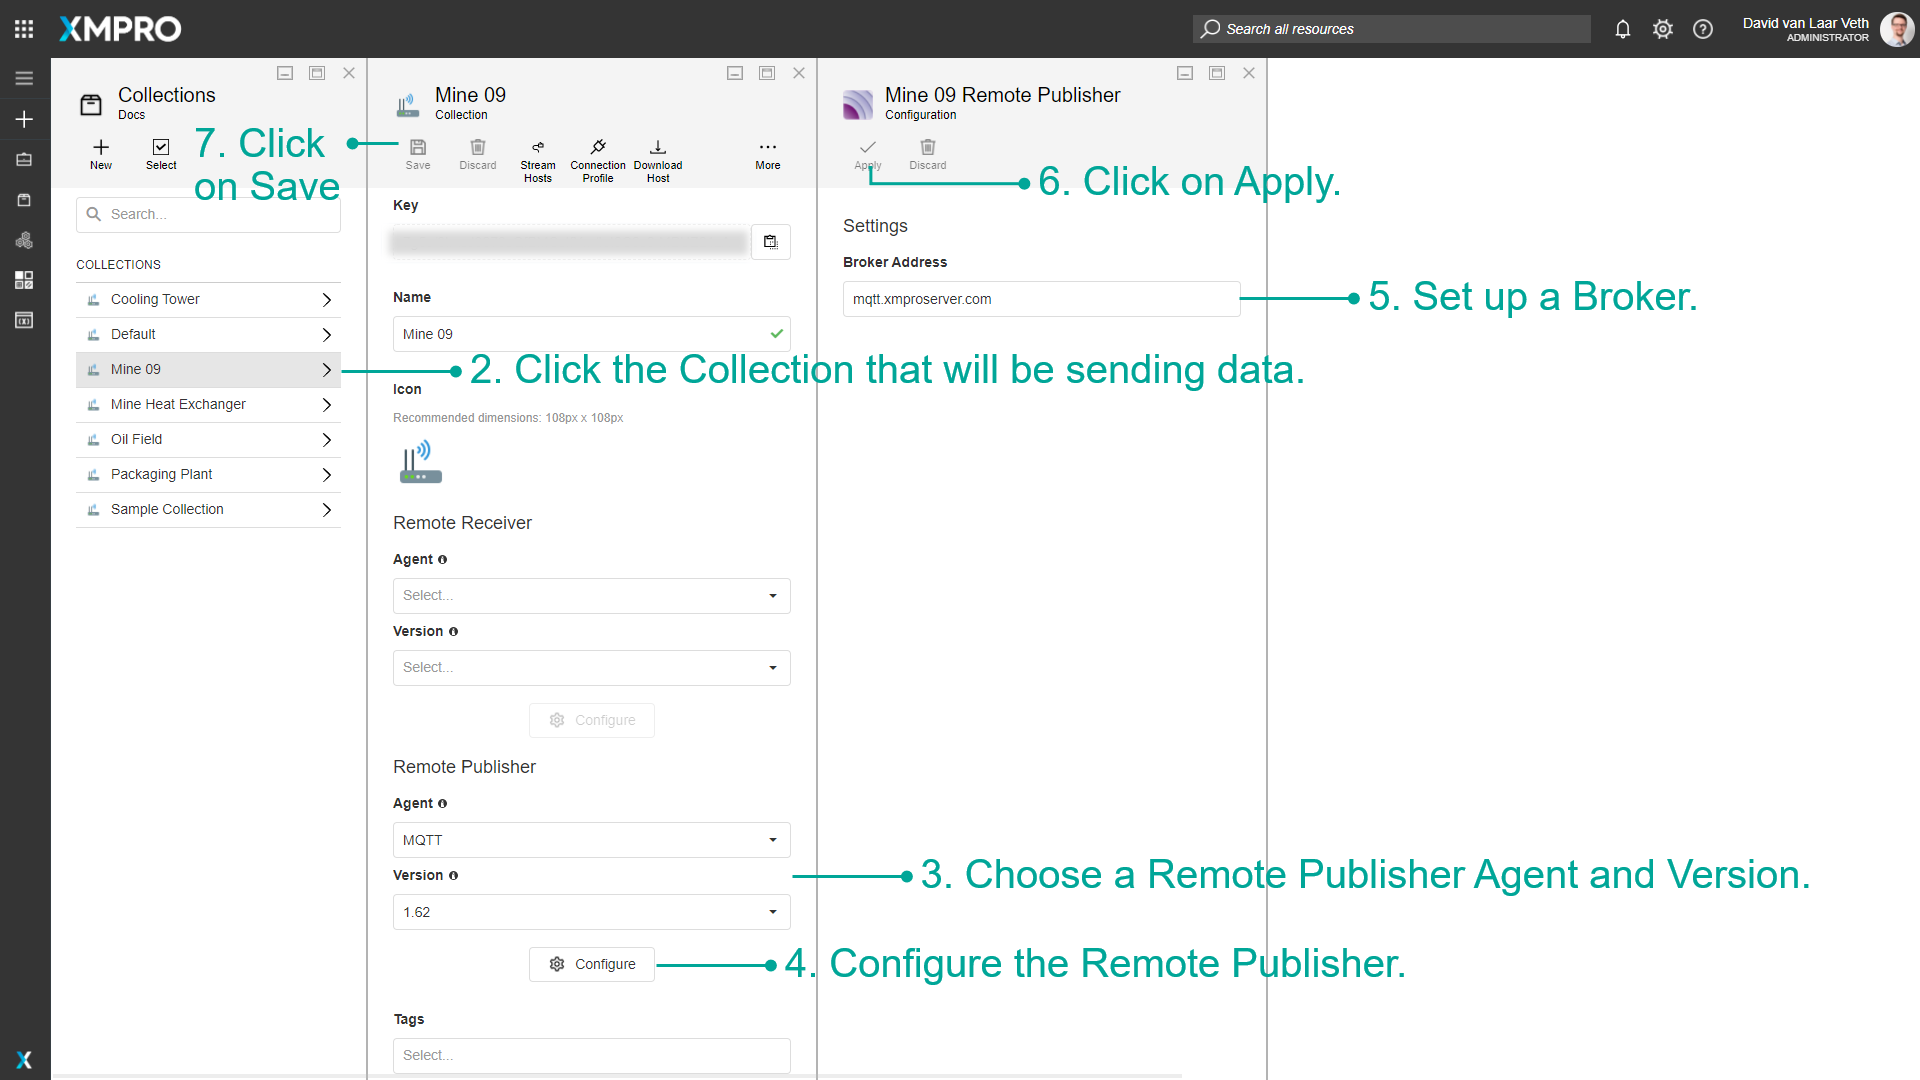 XMPRO
Search all resources
David van Laar Veth
ADMINISTRATOR
Collections
Docs
New
Select
7. Click
on Save
Search...
COLLECTIONS
Cooling Tower
Default
Mine 09
Mine Heat Exchanger
Oil Field
Packaging Plant
Sample Collection
Mine 09
Collection
Save
Discard
Stream
Hosts
Connection
Profile
Download
Host
More
Key
Name
Mine 09
2. Click the Collection that will be sending data.
Icon
Recommended dimensions: 108px x 108px
Remote Receiver
Agent
Select...
Version
Select...
Configure
Remote Publisher
Agent
MQTT
Version
1.62
3. Choose a Remote Publisher Agent and Version.
Configure
4. Configure the Remote Publisher.
Tags
Select...
Mine 09 Remote Publisher
Configuration
Apply
Discard
6. Click on Apply.
Settings
Broker Address
mqtt.xmproserver.com
5. Set up a Broker.